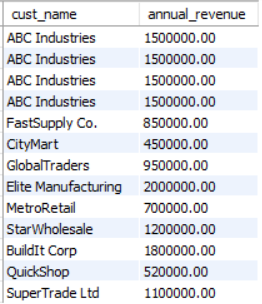 cust_name annual_revenue
ABC Industries 1500000.00
ABC Industries 1500000.00
ABC Industries 1500000.00
ABC Industries 1500000.00
FastSupply Co. 850000.00
CityMart 450000.00
GlobalTraders 950000.00
Elite Manufacturing 2000000.00
MetroRetail 700000.00
StarWholesale 1200000.00
BuildIt Corp 1800000.00
QuickShop 520000.00
SuperTrade Ltd 1100000.00